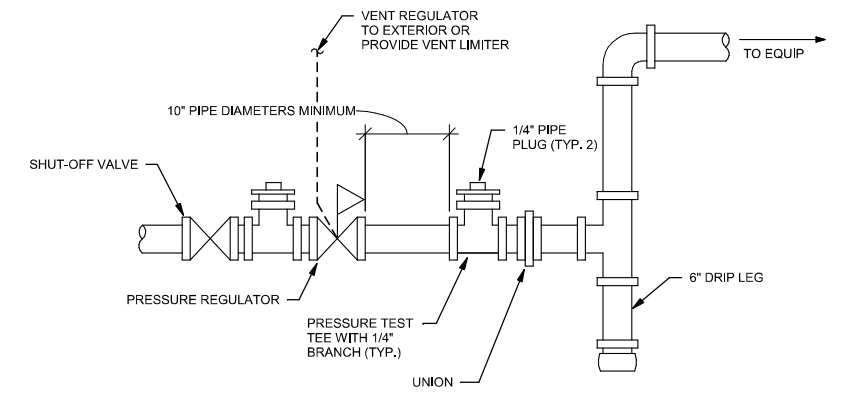 VENT REGULATOR
TO EXTERIOR OR
PROVIDE VENT LIMITER
TO EQUIP
10" PIPE DIAMETERS MINIMUM
1/4" PIPE
PLUG (TYP. 2)
SHUT-OFF VALVE
PRESSURE REGULATOR
6" DRIP LEG
PRESSURE TEST
TEE WITH 1/4"
BRANCH (TYP.)
UNION